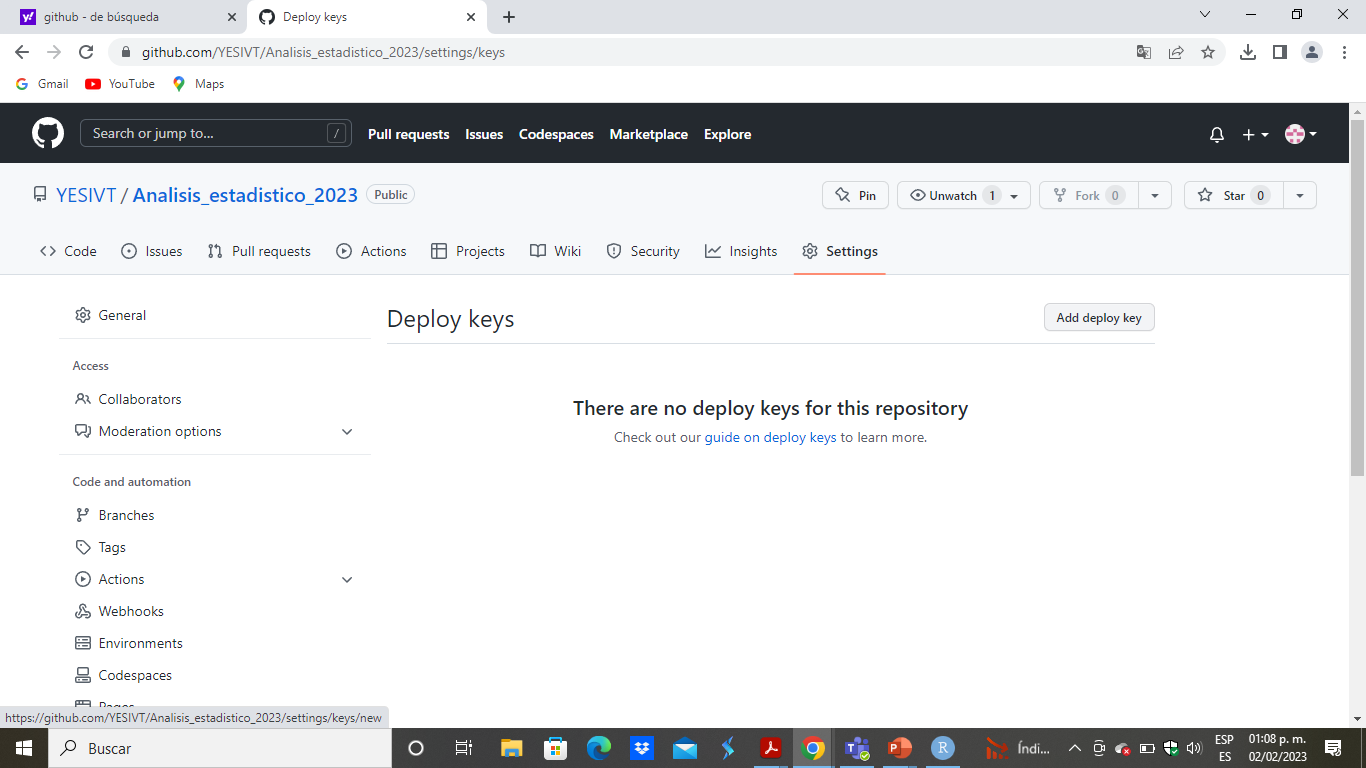 github - de búsqueda
Deploy keys
github.com/YESIVT/Analisis_estadistico_2023/settings/keys
Gmail
YouTube
Maps
Search or jump to...
/
Pull requests
Issues
Codespaces
Marketplace
Explore
YESIVT / Analisis_estadistico_2023
Public
Pin
Unwatch 1
Fork 0
Star 0
Code
Issues
Pull requests
Actions
Projects
Wiki
Security
Insights
Settings
General
Access
Collaborators
Moderation options
Code and automation
Branches
Tags
Actions
Webhooks
Environments
Codespaces
Pages
Deploy keys
Add deploy key
There are no deploy keys for this repository
Check out our guide on deploy keys to learn more.
https://github.com/YESIVT/Analisis_estadistico_2023/settings/keys/new
Buscar
Índi...
ESP
ES
01:08 p. m.
02/02/2023